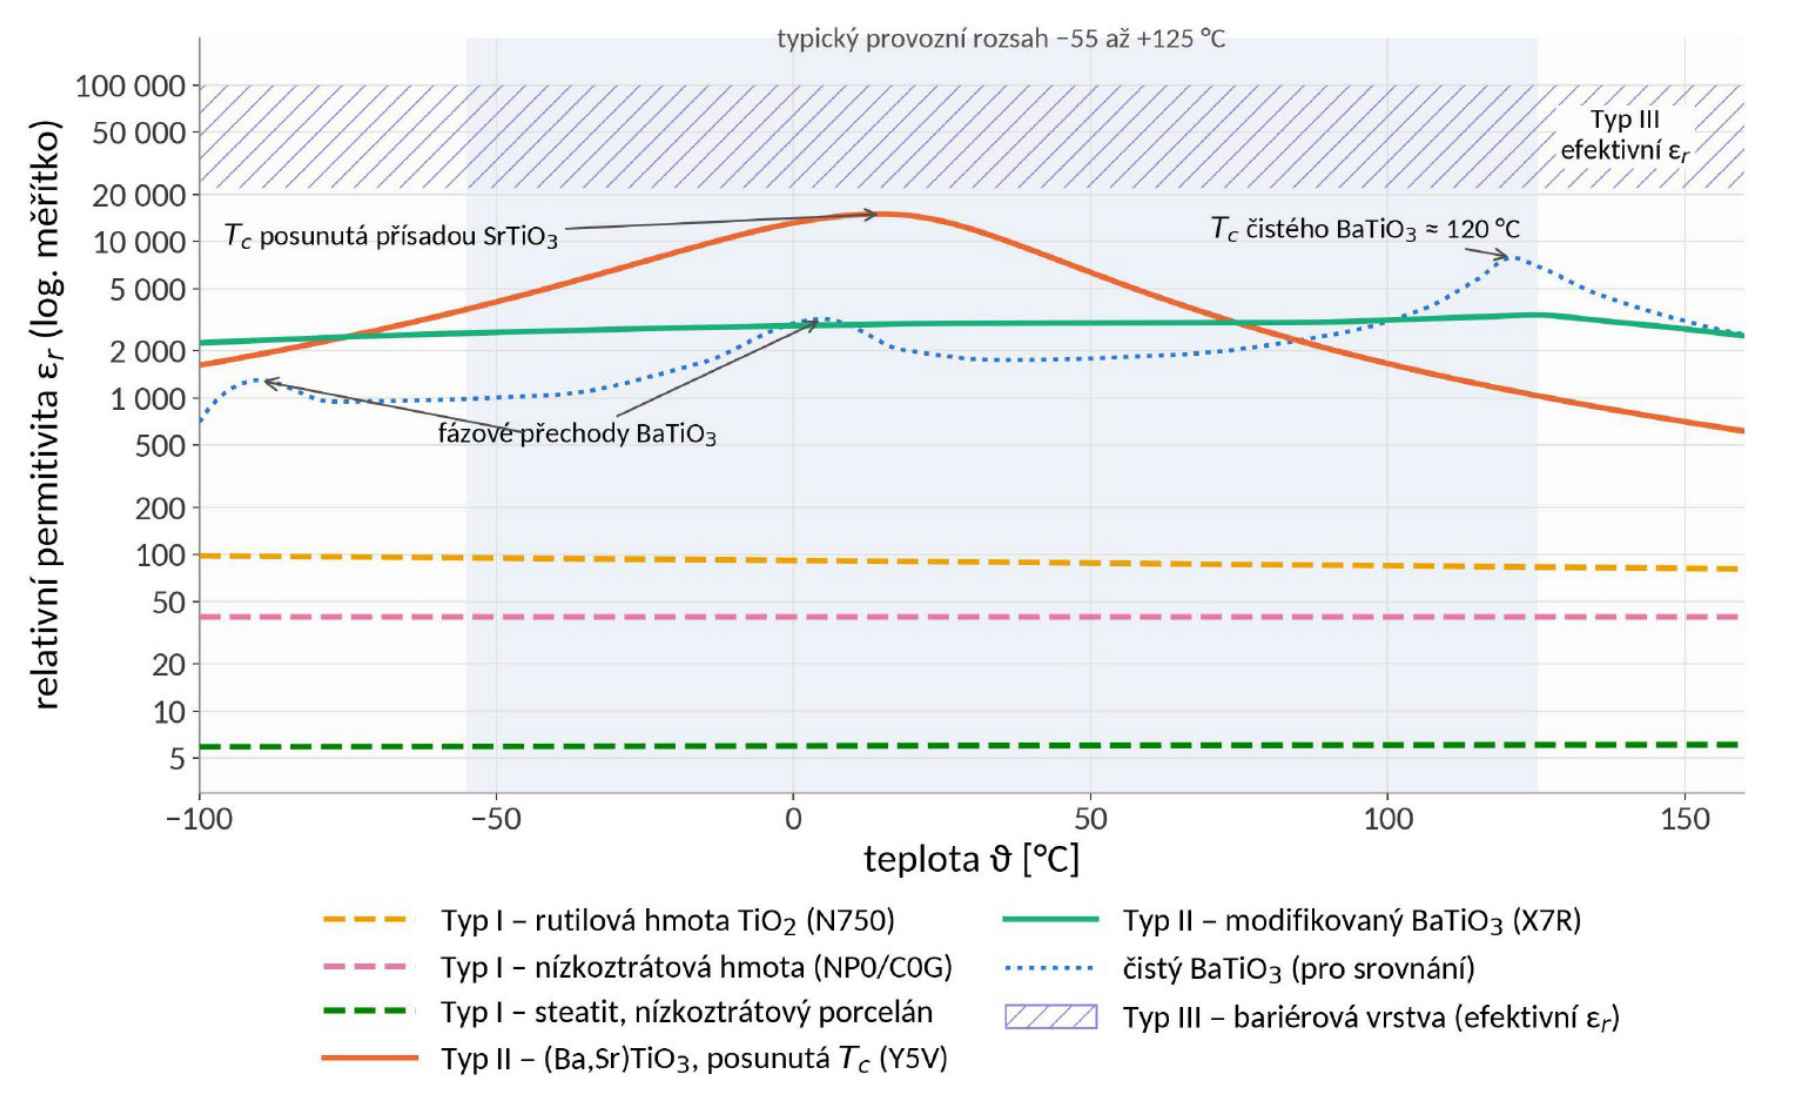 typický provozní rozsah −55 až +125 °C
100 000
50 000
20 000
10 000
5 000
2 000
1 000
500
200
100
50
20
10
5
relativní permitivita εr (log. měřítko)
Typ III
efektivní εr
Tc posunutá přísadou SrTiO3
Tc čistého BaTiO3 ≈ 120 °C
fázové přechody BaTiO3
−100
−50
0
50
100
150
teplota ϑ [°C]
Typ I – rutilová hmota TiO2 (N750)
Typ I – nízkoztrátová hmota (NP0/C0G)
Typ I – steatit, nízkoztrátový porcelán
Typ II – (Ba,Sr)TiO3, posunutá Tc (Y5V)
Typ II – modifikovaný BaTiO3 (X7R)
čistý BaTiO3 (pro srovnání)
Typ III – bariérová vrstva (efektivní εr)